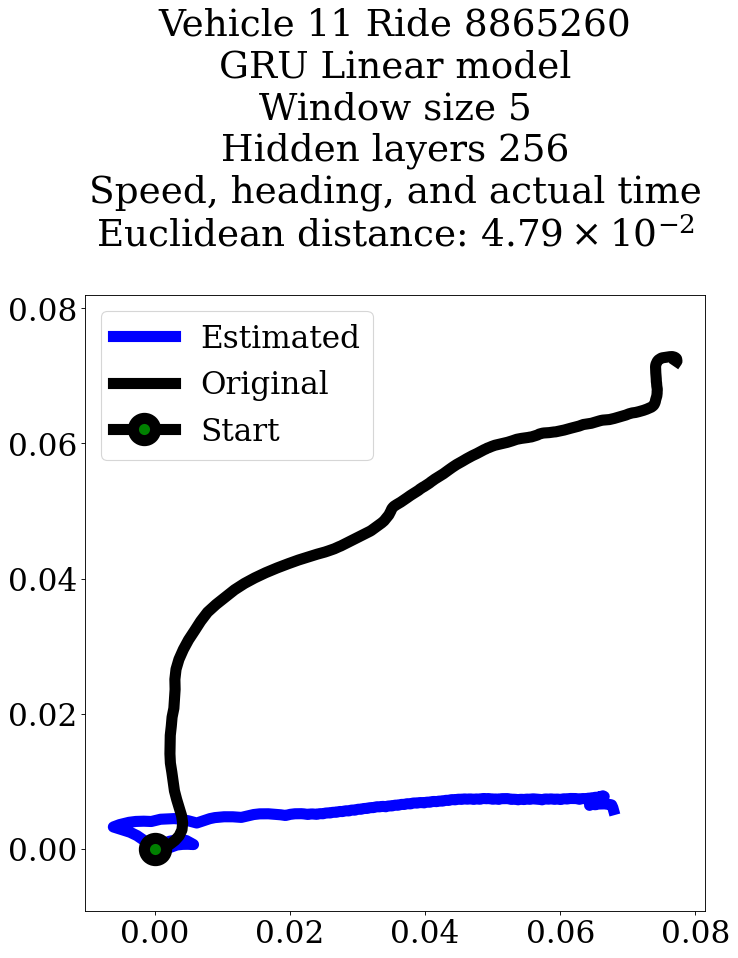 Vehicle 11 Ride 8865260
GRU Linear model
Window size 5
Hidden layers 256
Speed, heading, and actual time
Euclidean distance: 4.79 × 10⁻²
0.08
Estimated
Original
Start
0.06
0.04
0.02
0.00
0.00 0.02 0.04 0.06 0.08